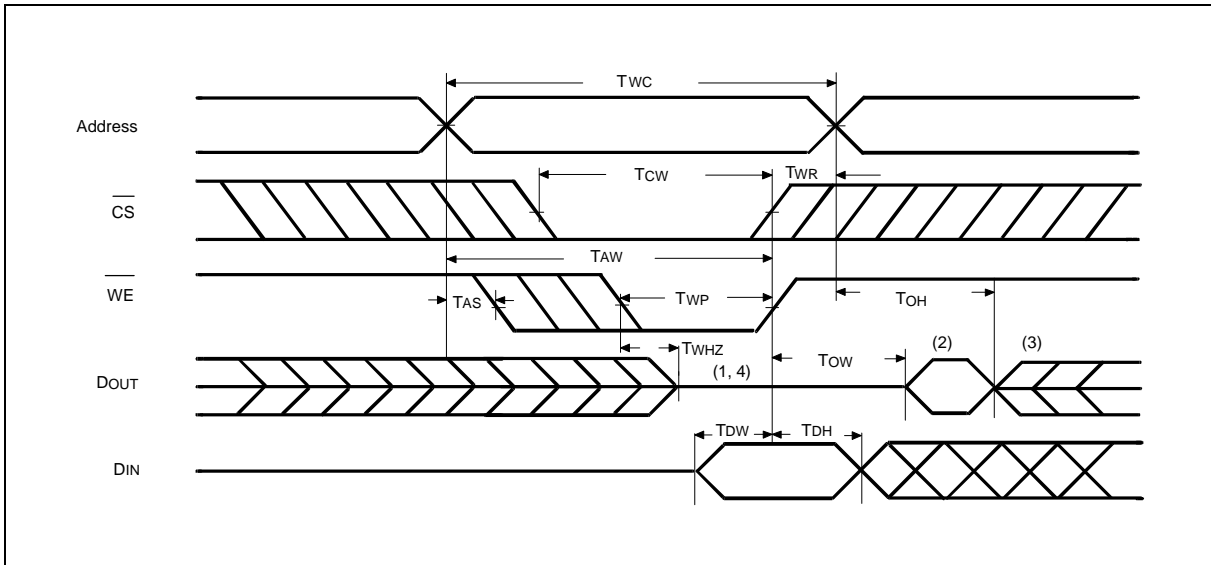 TWC
Address
TCW
TWR
CS
TAW
WE
TAS
TWP
TOH
TWHZ
(1, 4)
TOW
(2)
(3)
DOUT
TDW
TDH
DIN